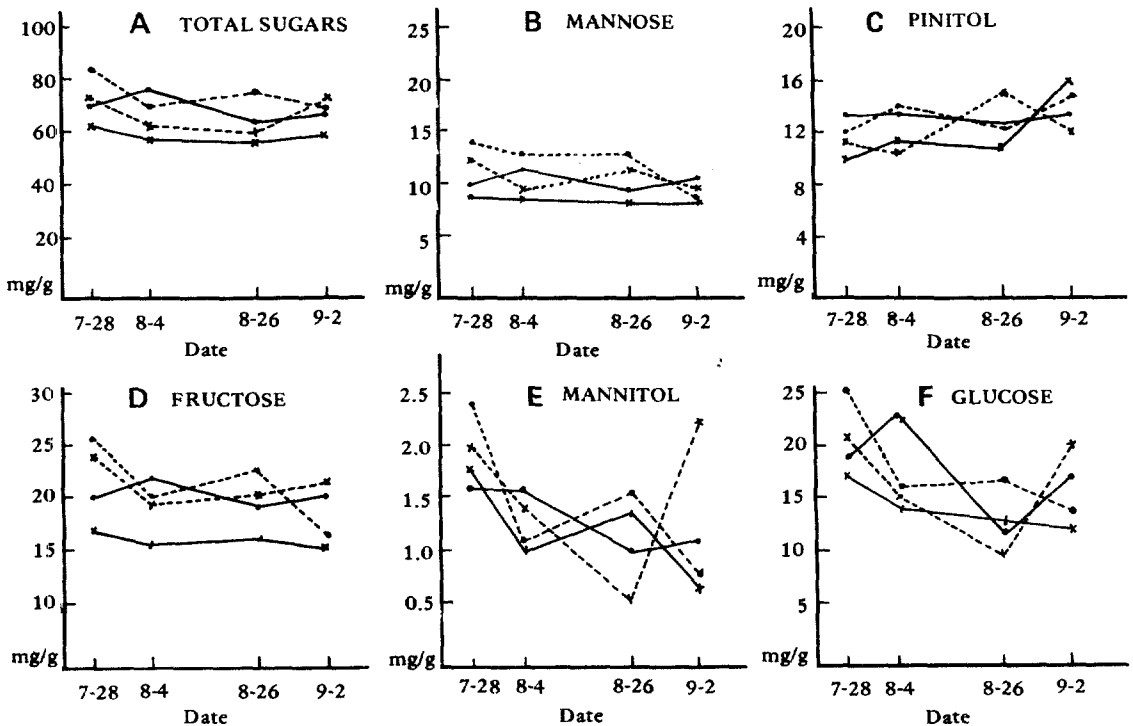 A TOTAL SUGARS
100
80
60
40
20
mg/g
7-28 8-4 8-26 9-2
Date
B MANNOSE
25
20
15
10
5
mg/g
7-28 8-4 8-26 9-2
Date
C PINITOL
20
16
12
8
4
mg/g
7-28 8-4 8-26 9-2
Date
D FRUCTOSE
30
25
20
15
10
mg/g
7-28 8-4 8-26 9-2
Date
E MANNITOL
2.5
2.0
1.5
1.0
0.5
mg/g
7-28 8-4 8-26 9-2
Date
F GLUCOSE
25
20
15
10
5
mg/g
7-28 8-4 8-26 9-2
Date